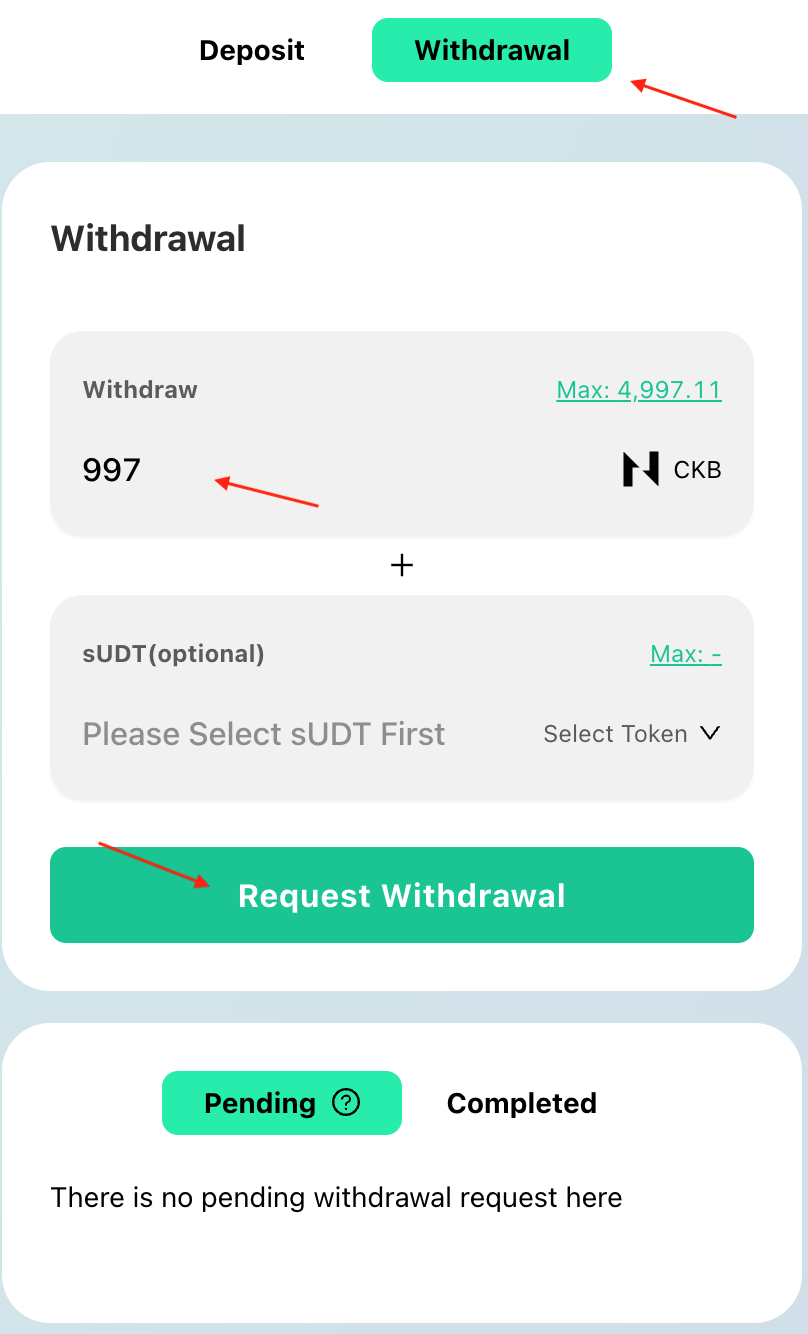 Deposit Withdrawal
Withdrawal
Withdraw Max: 4,997.11
997 CKB
+
sUDT(optional) Max: -
Please Select sUDT First Select Token
Request Withdrawal
Pending ? Completed
There is no pending withdrawal request here